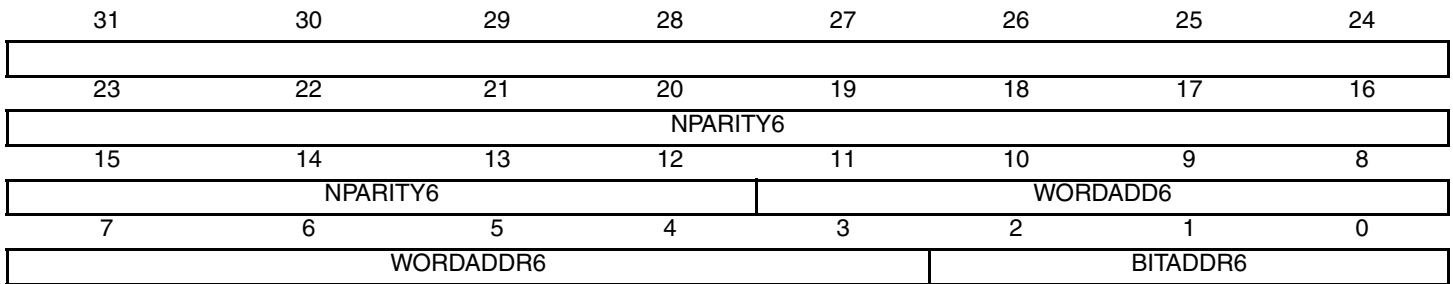 31 30 29 28 27 26 25 24
23 22 21 20 19 18 17 16
NPARITY6
15 14 13 12 11 10 9 8
NPARITY6 WORDADD6
7 6 5 4 3 2 1 0
WORDADDR6 BITADDR6